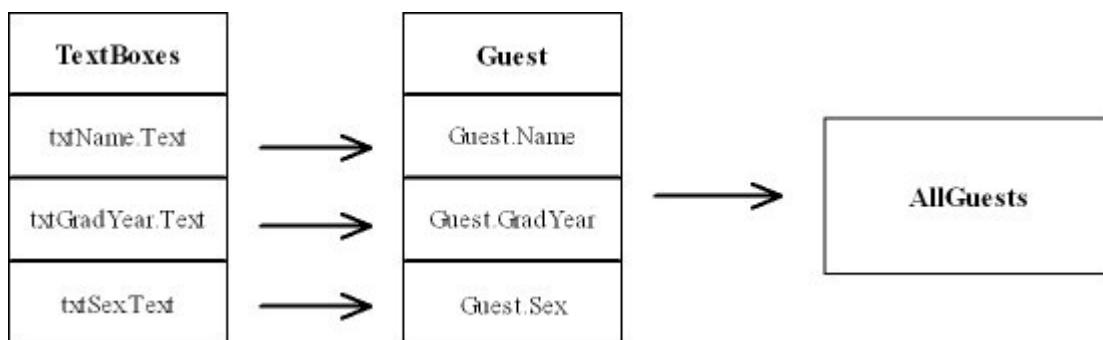 TextBoxes
txtName.Text
txtGradYear.Text
txtSex.Text
Guest
Guest.Name
Guest.GradYear
Guest.Sex
AllGuests